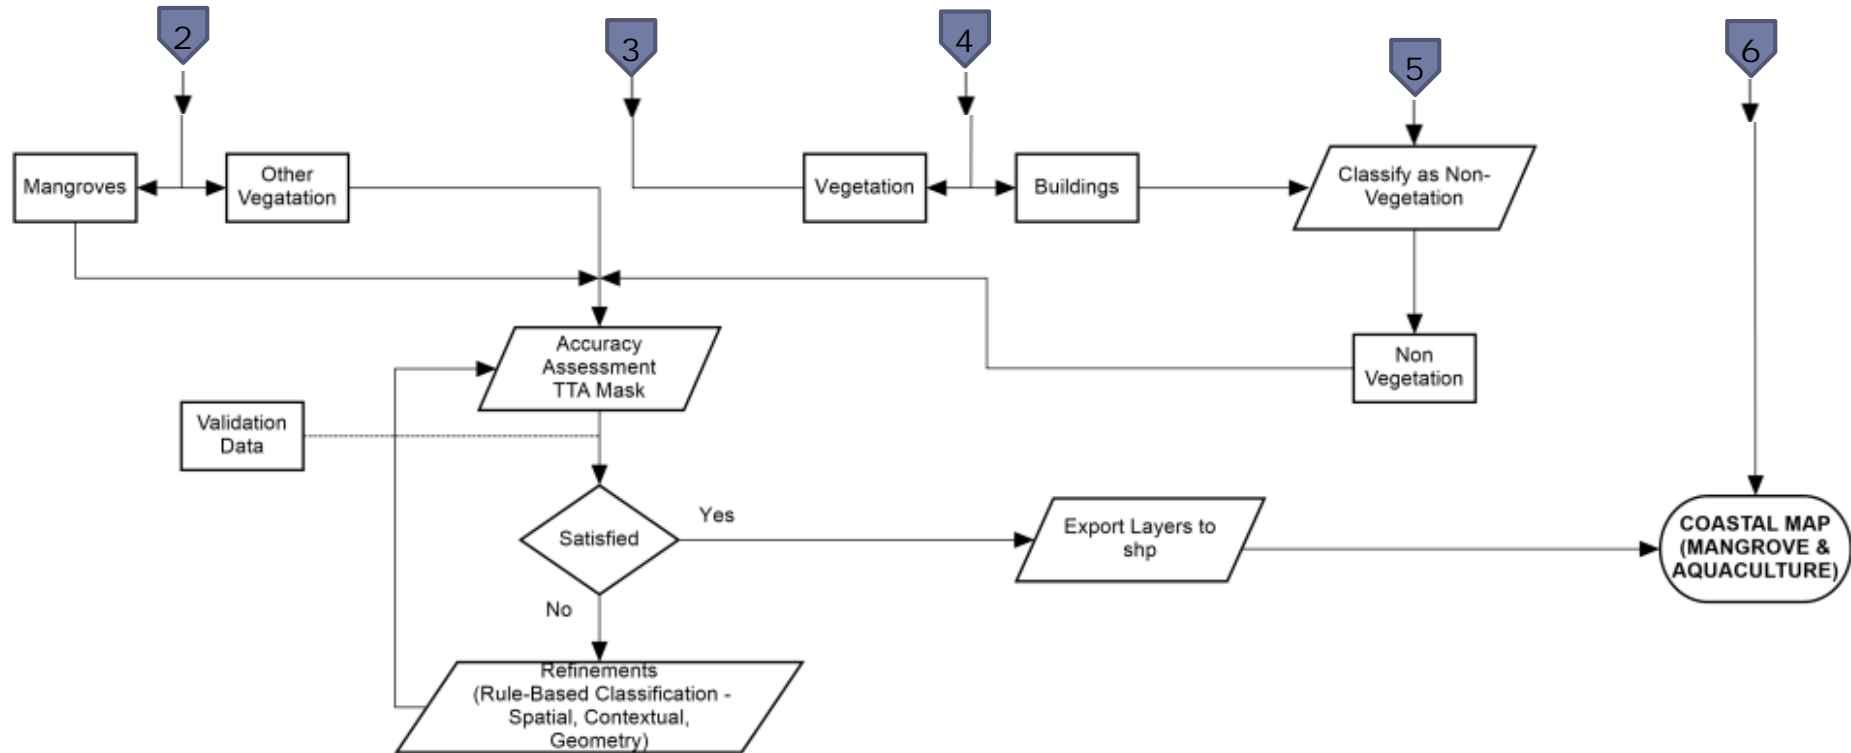 2
3
4
5
6
Mangroves
Other
Vegatation
Vegetation
Buildings
Classify as Non-
Vegetation
Accuracy
Assessment
TTA Mask
Non
Vegetation
Validation
Data
Satisfied
Yes
No
Export Layers to
shp
COASTAL MAP
(MANGROVE &
AQUACULTURE)
Refinements
(Rule-Based Classification -
Spatial, Contextual,
Geometry)